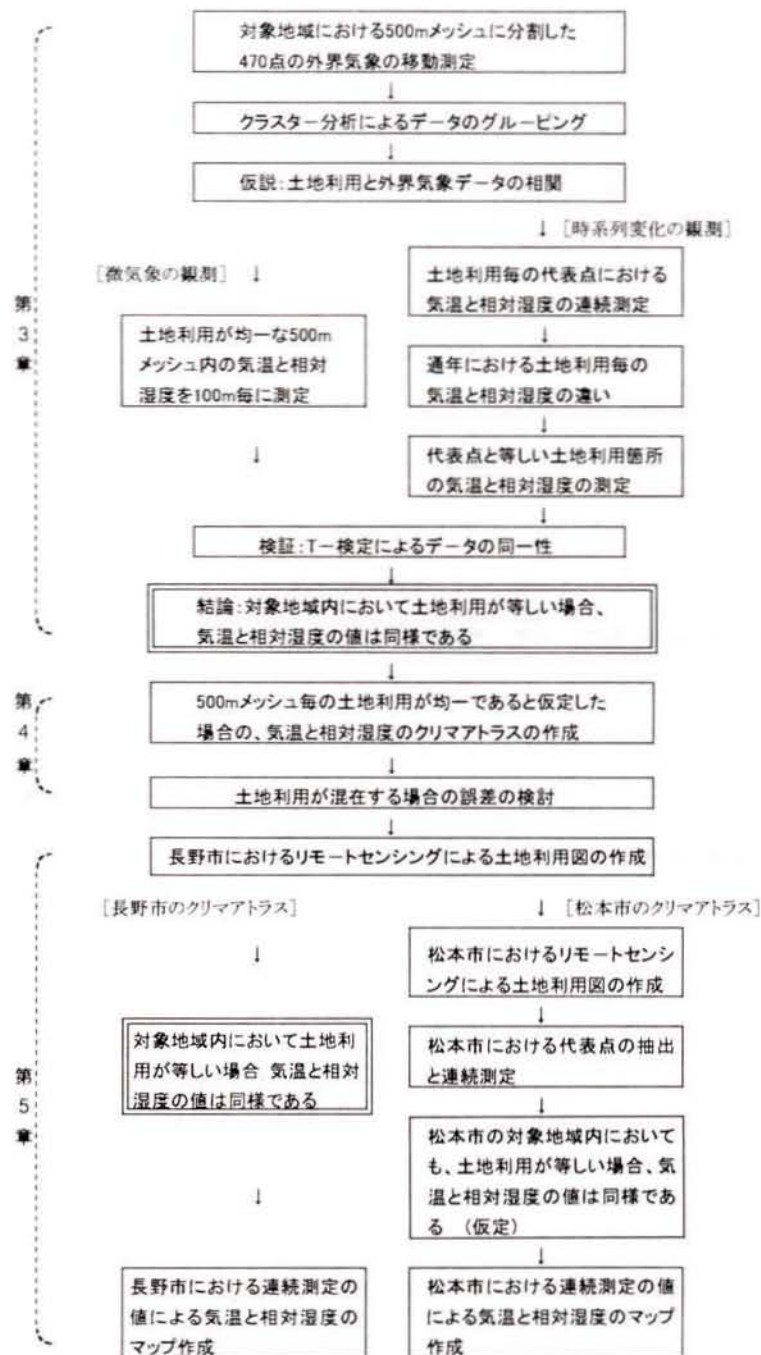 対象地域における500mメッシュに分割した
470点の外界気象の移動測定
↓
クラスター分析によるデータのグルーピング
↓
仮説:土地利用と外界気象データの相関
↓ [時系列変化の観測]
[微気象の観測] ↓
土地利用毎の代表点における
気温と相対湿度の連続測定
第3章
土地利用が均一な500m
メッシュ内の気温と相対
湿度を100m毎に測定
↓
通年における土地利用毎の
気温と相対湿度の違い
↓
↓
代表点と等しい土地利用箇所
の気温と相対湿度の測定
↓
検証:T-検定によるデータの同一性
↓
結論:対象地域内において土地利用が等しい場合、
気温と相対湿度の値は同様である
↓
第4章
500mメッシュ毎の土地利用が均一であると仮定した
場合の、気温と相対湿度のクリマアトラスの作成
↓
土地利用が混在する場合の誤差の検討
↓
長野市におけるリモートセンシングによる土地利用図の作成
[長野市のクリマアトラス]
↓ [松本市のクリマアトラス]
↓
松本市におけるリモートセンシ
ングによる土地利用図の作成
↓
第5章
対象地域内において土地利
用が等しい場合 気温と相対
湿度の値は同様である
松本市における代表点の抽出
と連続測定
↓
松本市の対象地域内において
も、土地利用が等しい場合、気
温と相対湿度の値は同様であ
る (仮定)
↓
↓
長野市における連続測定の
値による気温と相対湿度の
マップ作成
松本市における連続測定の値
による気温と相対湿度のマップ
作成